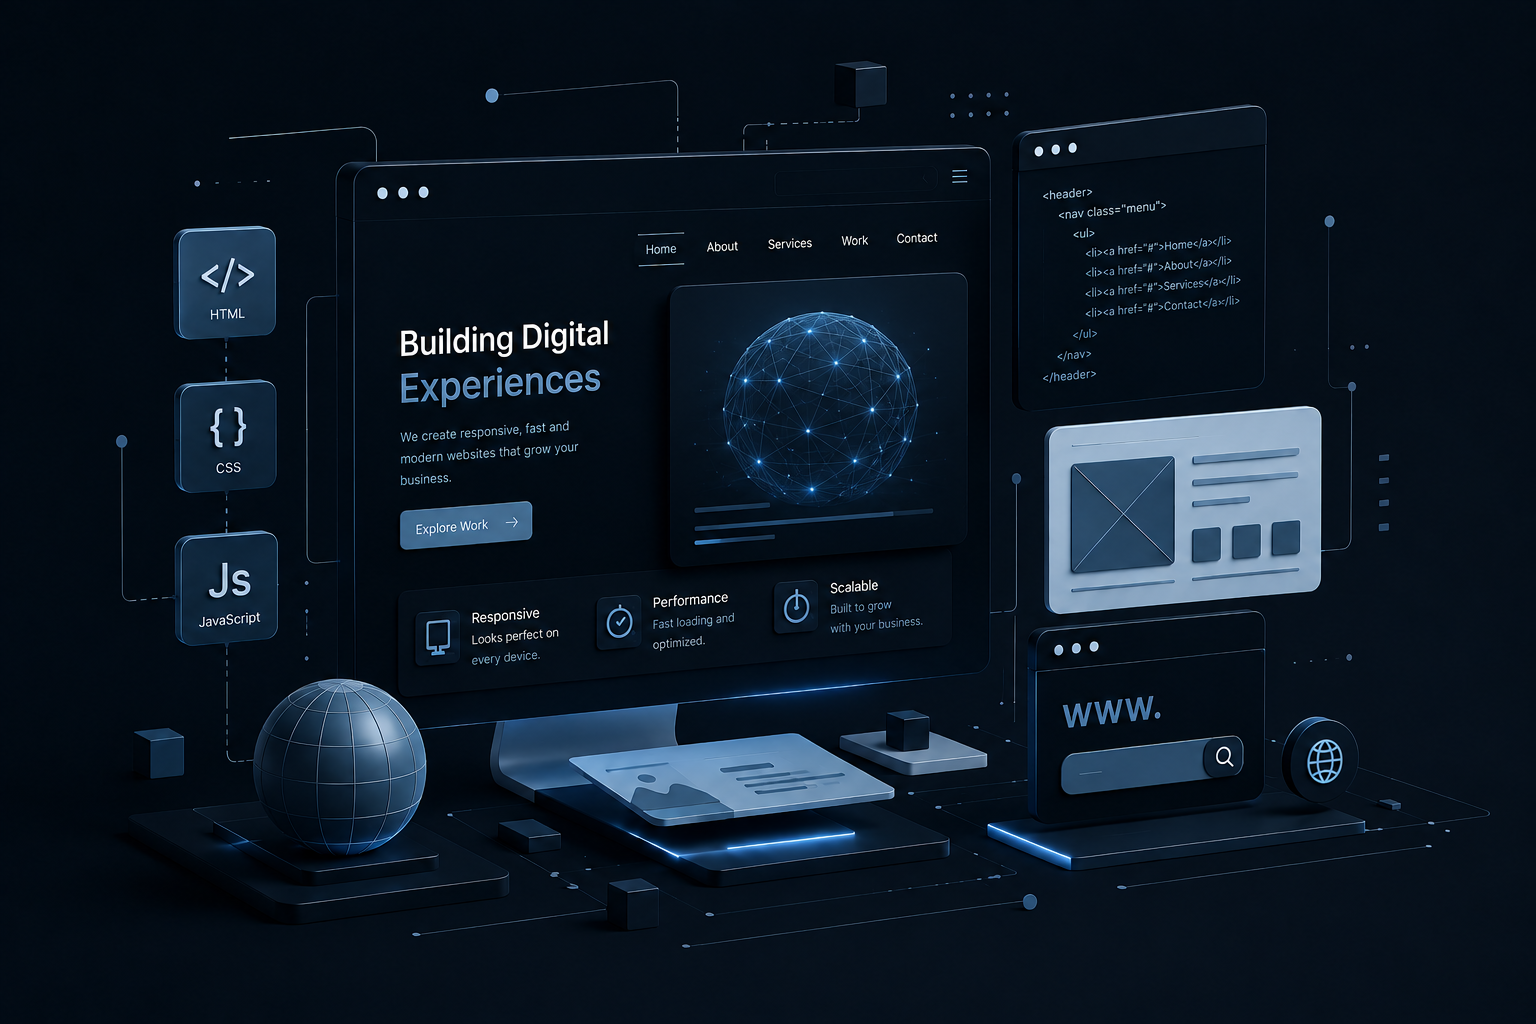 </>
HTML
{}
CSS
Js
JavaScript
Home About Services Work Contact
Building Digital
Experiences
We create responsive, fast and
modern websites that grow your
business.
Explore Work →
Responsive
Looks perfect on
every device.
Performance
Fast loading and
optimized.
Scalable
Built to grow
with your business.
<header>
<nav class="menu">
<ul>
<li><a href="#">Home</a></li>
<li><a href="#">About</a></li>
<li><a href="#">Services</a></li>
<li><a href="#">Contact</a></li>
</ul>
</nav>
</header>
www.